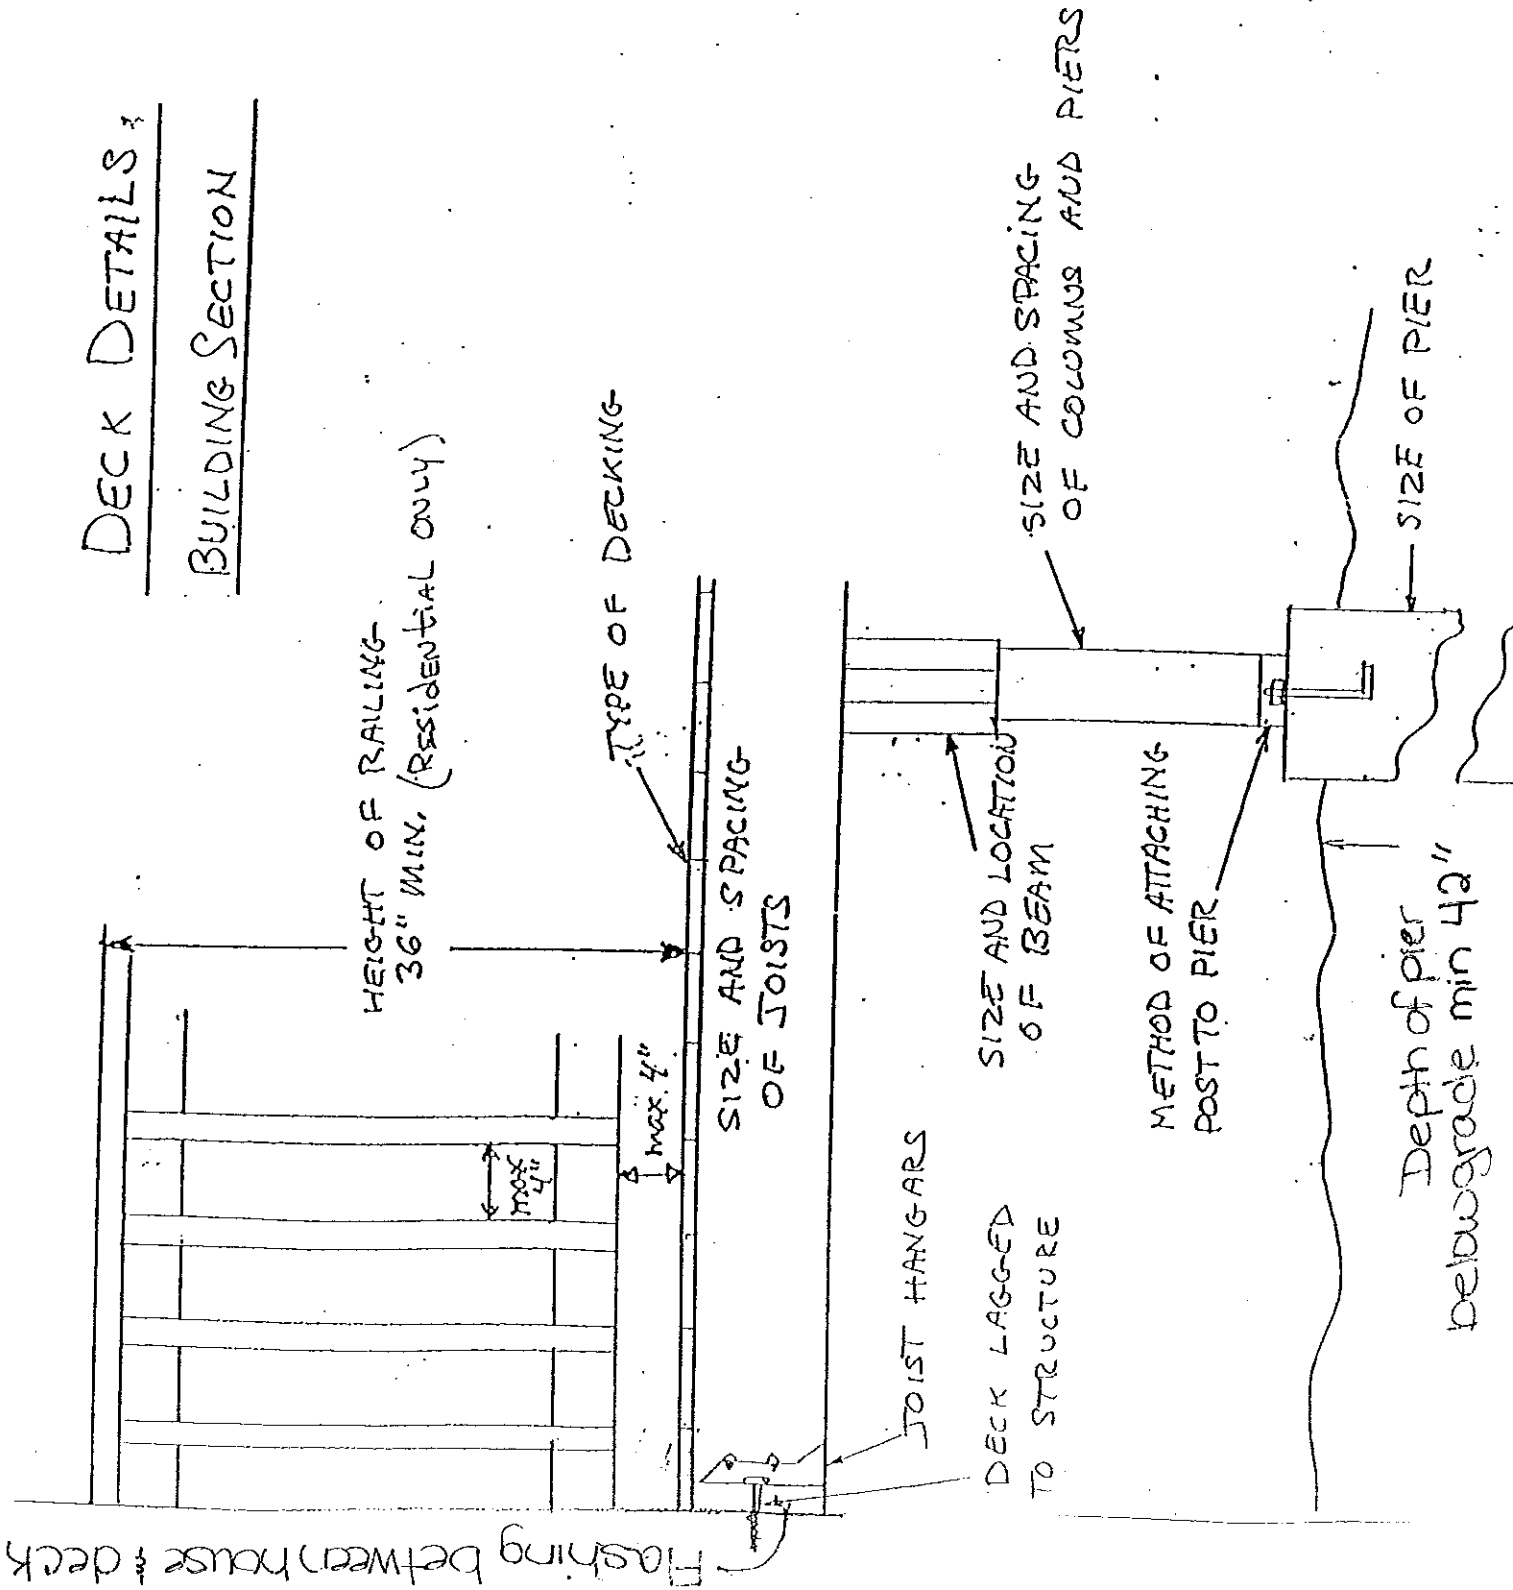 DECK DETAILS:
BUILDING SECTION
HEIGHT OF RAILING
36" MIN. (RESIDENTIAL ONLY)
TYPE OF DECKING
max. 4"
max
4"
SIZE AND SPACING
OF JOISTS
SIZE AND SPACING
OF COLUMNS AND PIERS
SIZE AND LOCATION
OF BEAM
JOIST HANGARS
DECK LAGGED
TO STRUCTURE
METHOD OF ATTACHING
POST TO PIER
SIZE OF PIER
Depth of pier
below grade min 42"
Flashing between house & deck